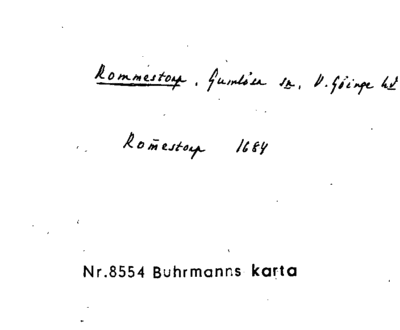 Rommestorp, Gumlösa sn, V. Göinge hd
Rom̄estorp 1684
Nr.8554 Buhrmanns karta